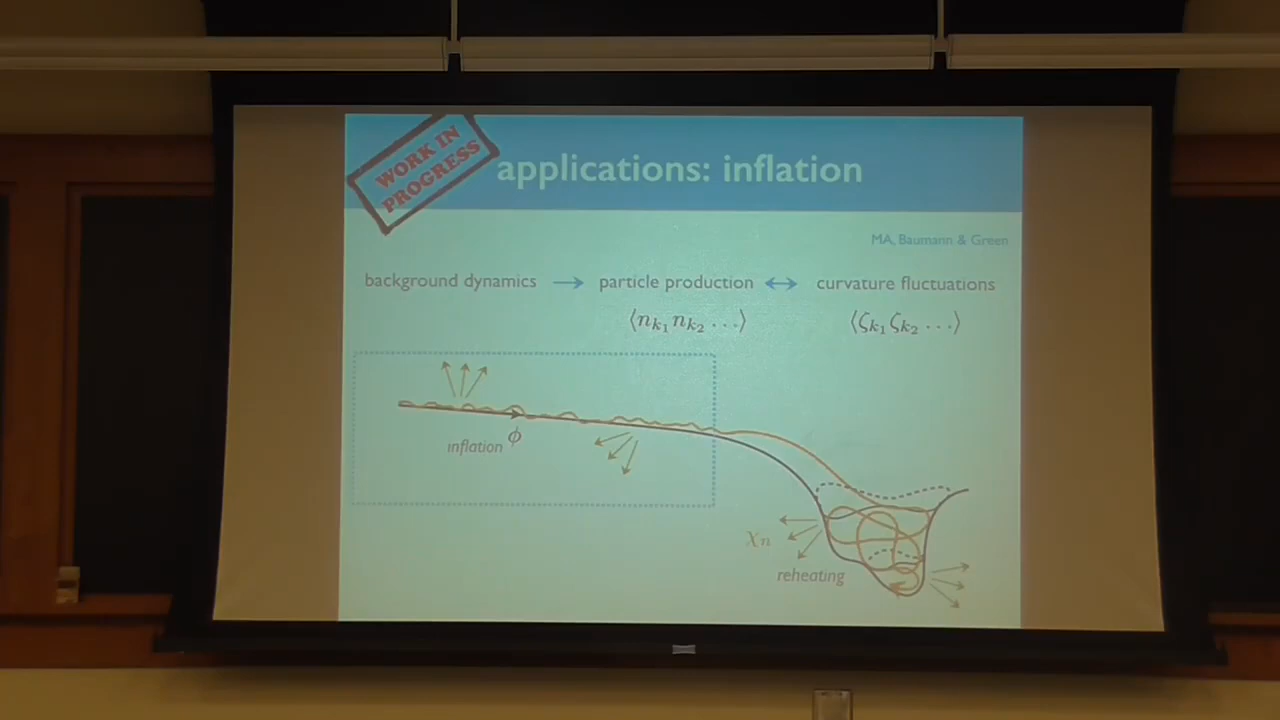 WORK IN
PROGRESS
applications: inflation
MA, Baumann & Green
background dynamics → particle production ↔ curvature fluctuations
⟨n_{k_1} n_{k_2} . . .⟩ ⟨ζ_{k_1} ζ_{k_2} . . .⟩
inflation ϕ
χ_n
reheating